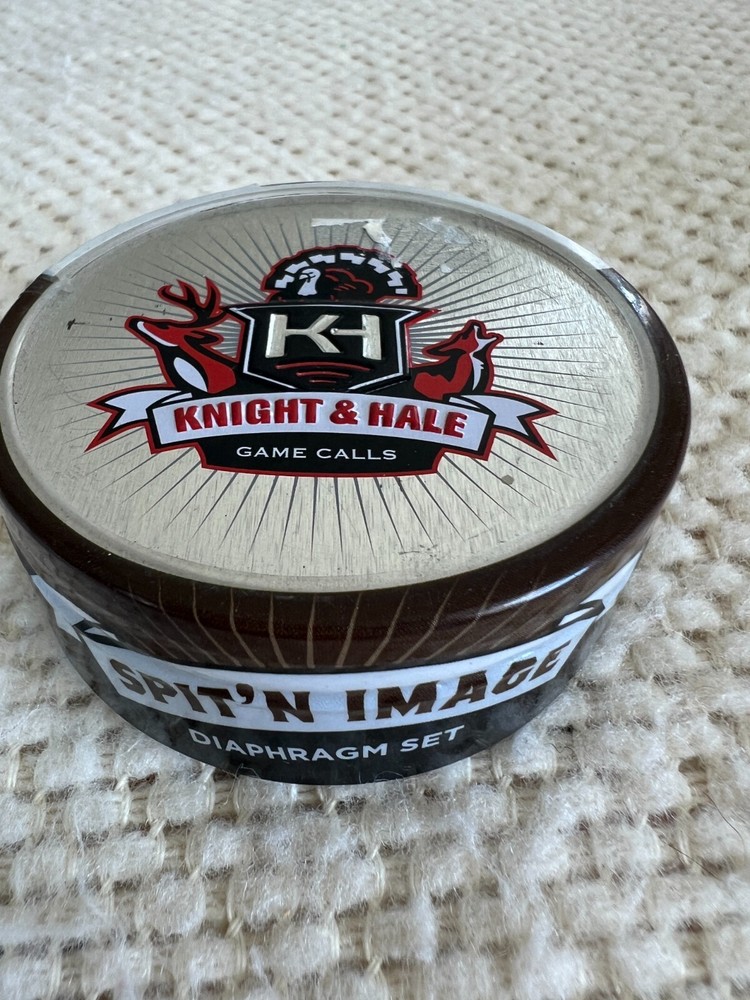 KH
KNIGHT & HALE
GAME CALLS
SPIT'N IMAGE
DIAPHRAGM SET